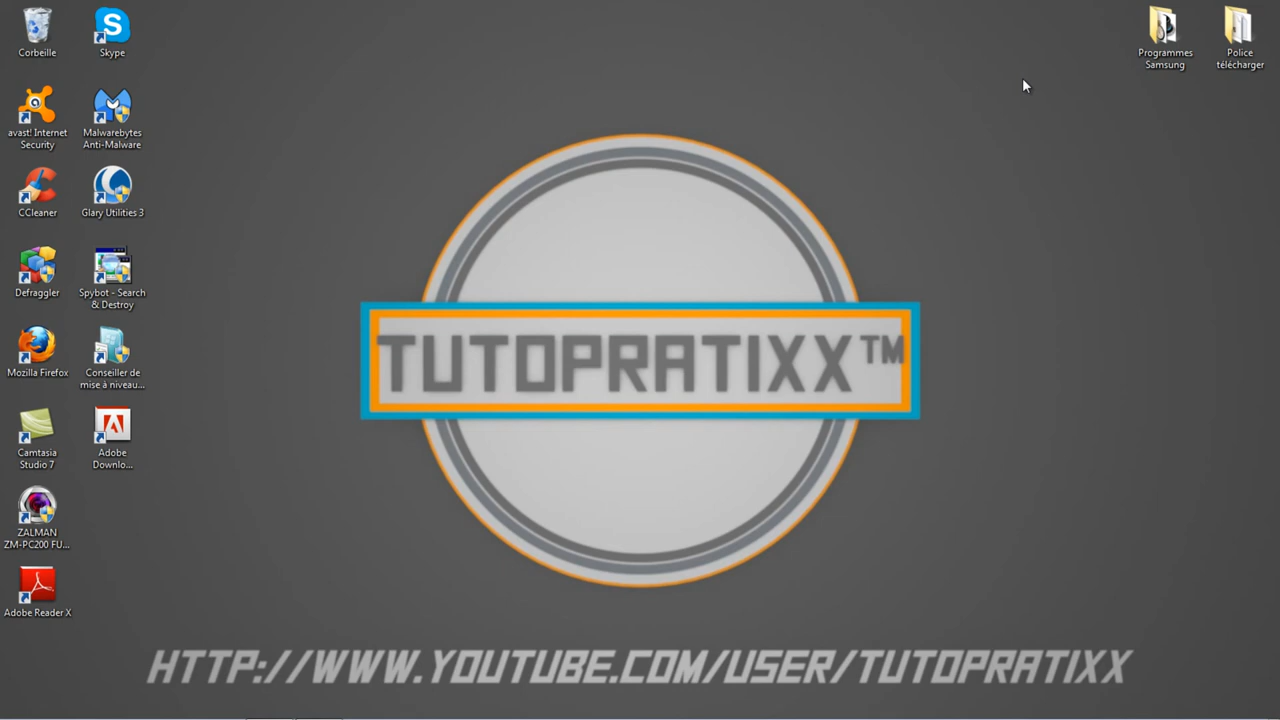 Corbeille
Skype
Programmes
Samsung
Police
télécharger
avast! Internet
Security
Malwarebytes
Anti-Malware
CCleaner
Glary Utilities 3
Defraggler
Spybot - Search
& Destroy
Mozilla Firefox
Conseiller de
mise à niveau...
Camtasia
Studio 7
Adobe
Downlo...
ZALMAN
ZM-PC200 FU...
Adobe Reader X
TUTOPRATIXX™
HTTP://WWW.YOUTUBE.COM/USER/TUTOPRATIXX